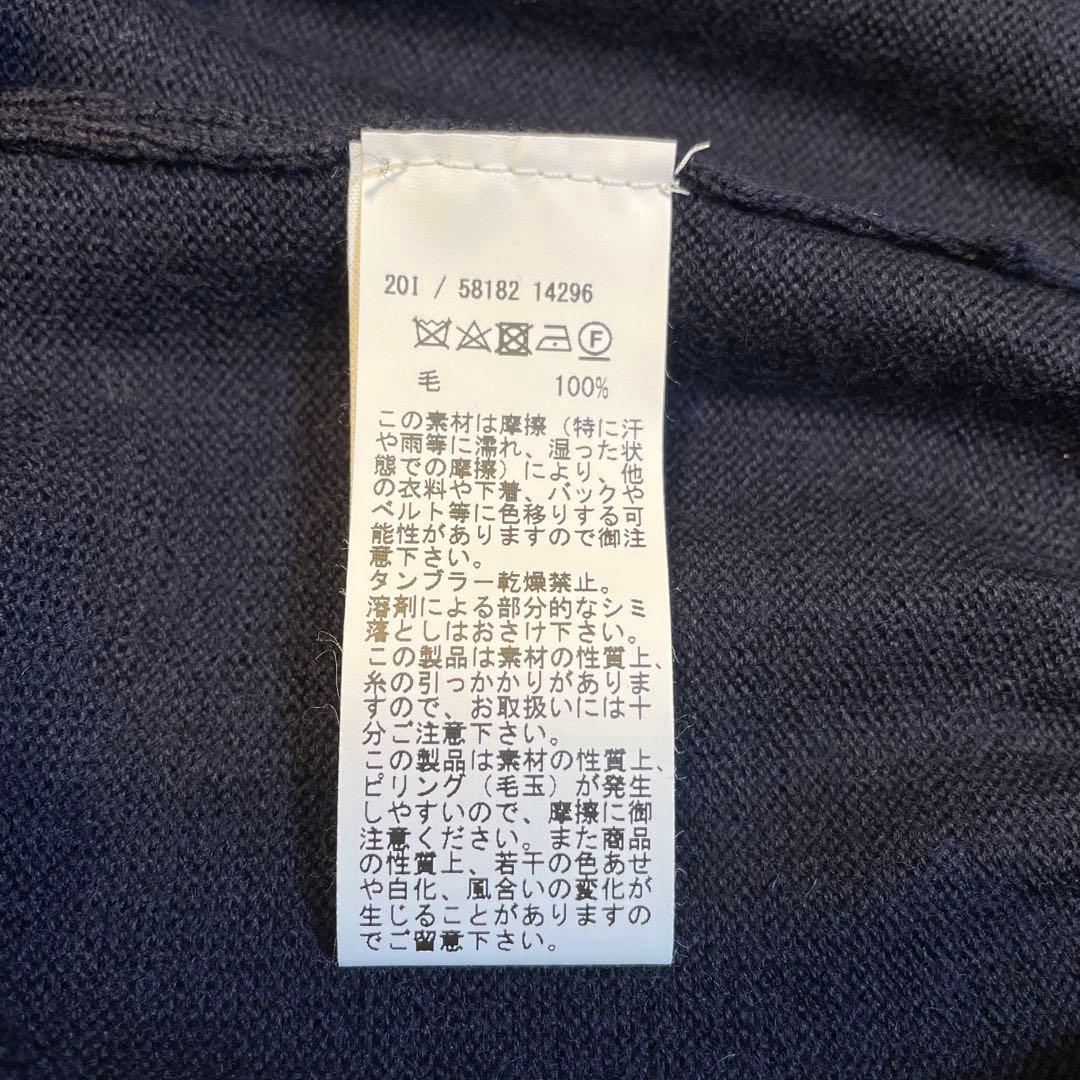 20I / 58182 14296
F
毛 100%
この素材は摩擦（特に汗
や雨等に濡れ、湿った状
態での摩擦）により、他
の衣料や下着、バックや
ベルト等に色移りする可
能性がありますので御注
意下さい。
タンブラー乾燥禁止。
溶剤による部分的なシミ
落としはおさけ下さい。
この製品は素材の性質上、
糸の引っかかりがありま
すので、お取扱いには十
分ご注意下さい。
この製品は素材の性質上、
ピリング（毛玉）が発生
しやすいので、摩擦に御
注意ください。また商品
の性質上、若干の色あせ
や白化、風合いの変化が
生じることがありますの
でご留意下さい。